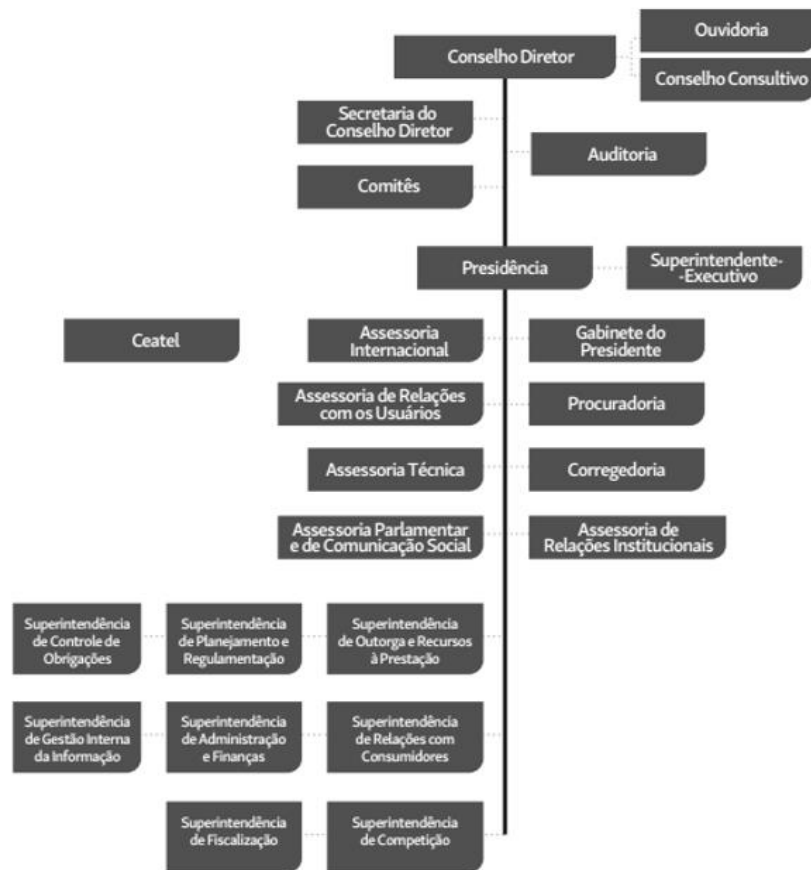 Ouvidoria
Conselho Diretor
Conselho Consultivo
Secretaria do
Conselho Diretor
Auditoria
Comitês
Presidência
Superintendente-
-Executivo
Ceatel
Assessoria
Internacional
Gabinete do
Presidente
Assessoria de Relações
com os Usuários
Procuradoria
Assessoria Técnica
Corregedoria
Assessoria Parlamentar
e de Comunicação Social
Assessoria de
Relações Institucionais
Superintendência
de Controle de
Obrigações
Superintendência
de Planejamento e
Regulamentação
Superintendência
de Outorga e Recursos
à Prestação
Superintendência
de Gestão Interna
da Informação
Superintendência
de Administração
e Finanças
Superintendência
de Relações com
Consumidores
Superintendência
de Fiscalização
Superintendência
de Competição